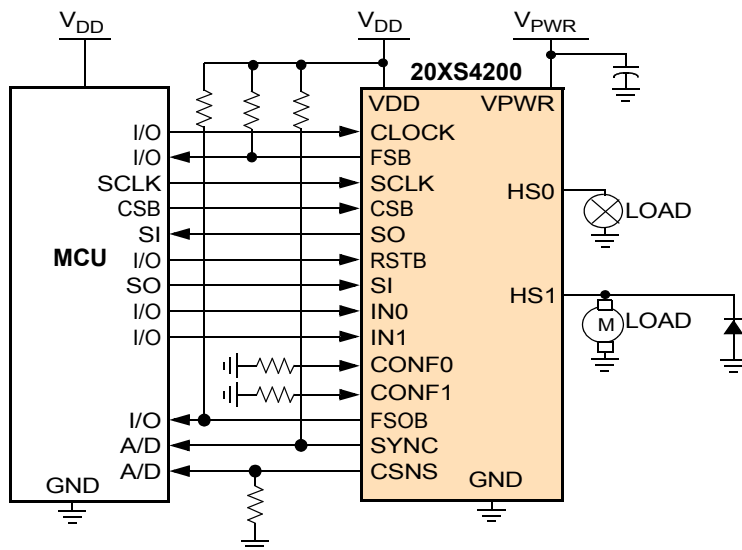 VDD VDD VPWR
20XS4200
VDD VPWR
I/O CLOCK
I/O FSB
SCLK SCLK
HS0
CSB CSB
LOAD
SI SO
MCU
I/O RSTB
SO SI
HS1
I/O IN0
M LOAD
I/O IN1
CONF0
CONF1
I/O FSOB
A/D SYNC
A/D CSNS
GND GND